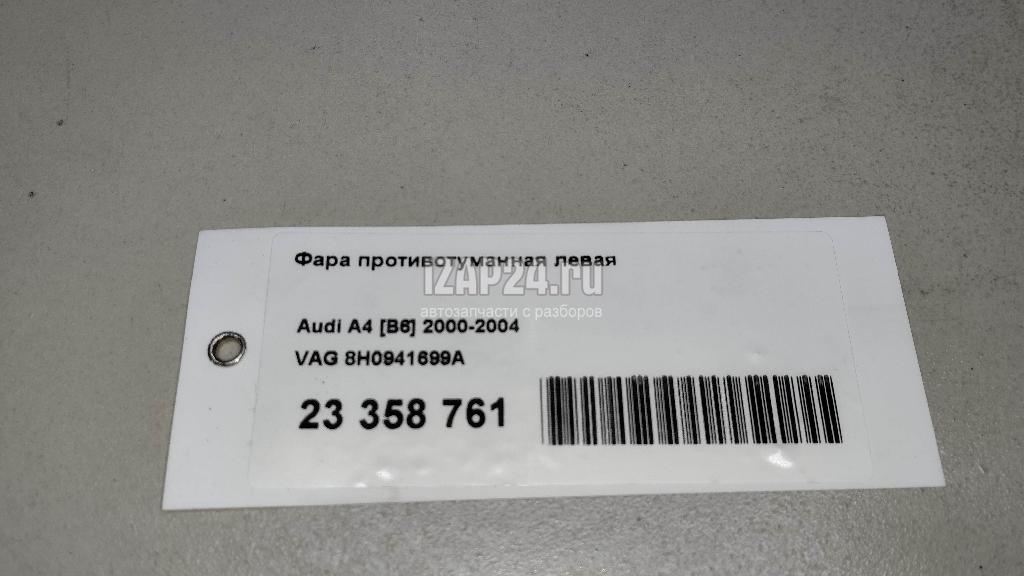 Фара противотуманная левая
IZAP24.ru
автозапчасти с разборов
Audi A4 [B6] 2000-2004
VAG 8H0941699A
23 358 761